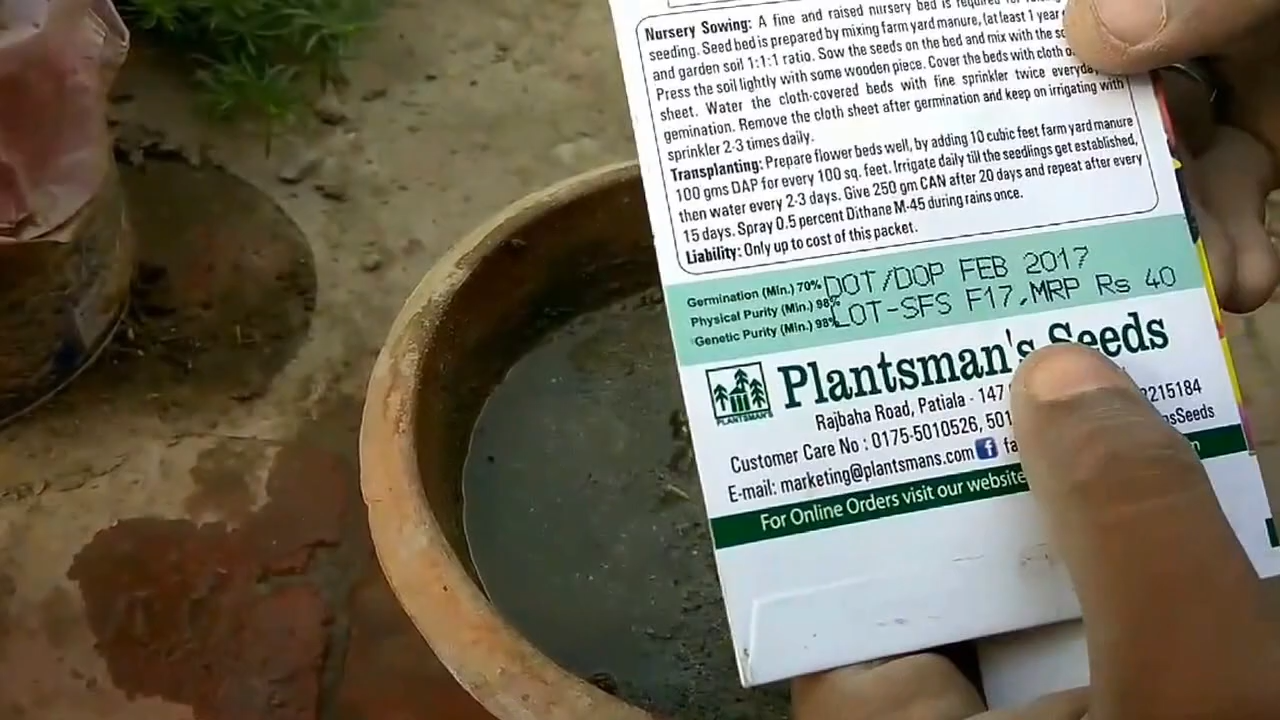 Nursery Sowing: A fine and raised nursery bed is required for
seeding. Seed bed is prepared by mixing farm yard manure, (at least 1 year
and garden soil 1:1:1 ratio. Sow the seeds on the bed and mix with the
Press the soil lightly with some wooden piece. Cover the beds with cloth
sheet. Water the cloth-covered beds with fine sprinkler twice everyday
gemination. Remove the cloth sheet after germination and keep on irrigating with
sprinkler 2-3 times daily.
Transplanting: Prepare flower beds well, by adding 10 cubic feet farm yard manure
100 gms DAP for every 100 sq. feet. Irrigate daily till the seedlings get established,
then water every 2-3 days. Give 250 gm CAN after 20 days and repeat after every
15 days. Spray 0.5 percent Dithane M-45 during rains once.
Liability: Only up to cost of this packet.
Germination (Min.) 70% DOT/DOP FEB 2017
Physical Purity (Min.) 98% LOT-SFS F17,MRP Rs 40
Genetic Purity (Min.) 98%
PLANTSMAN'S
Plantsman's Seeds
Rajbaha Road, Patiala - 147
Customer Care No : 0175-5010526, 501 2215184
E-mail: marketing@plantsmans.com f fa sSeeds
For Online Orders visit our website